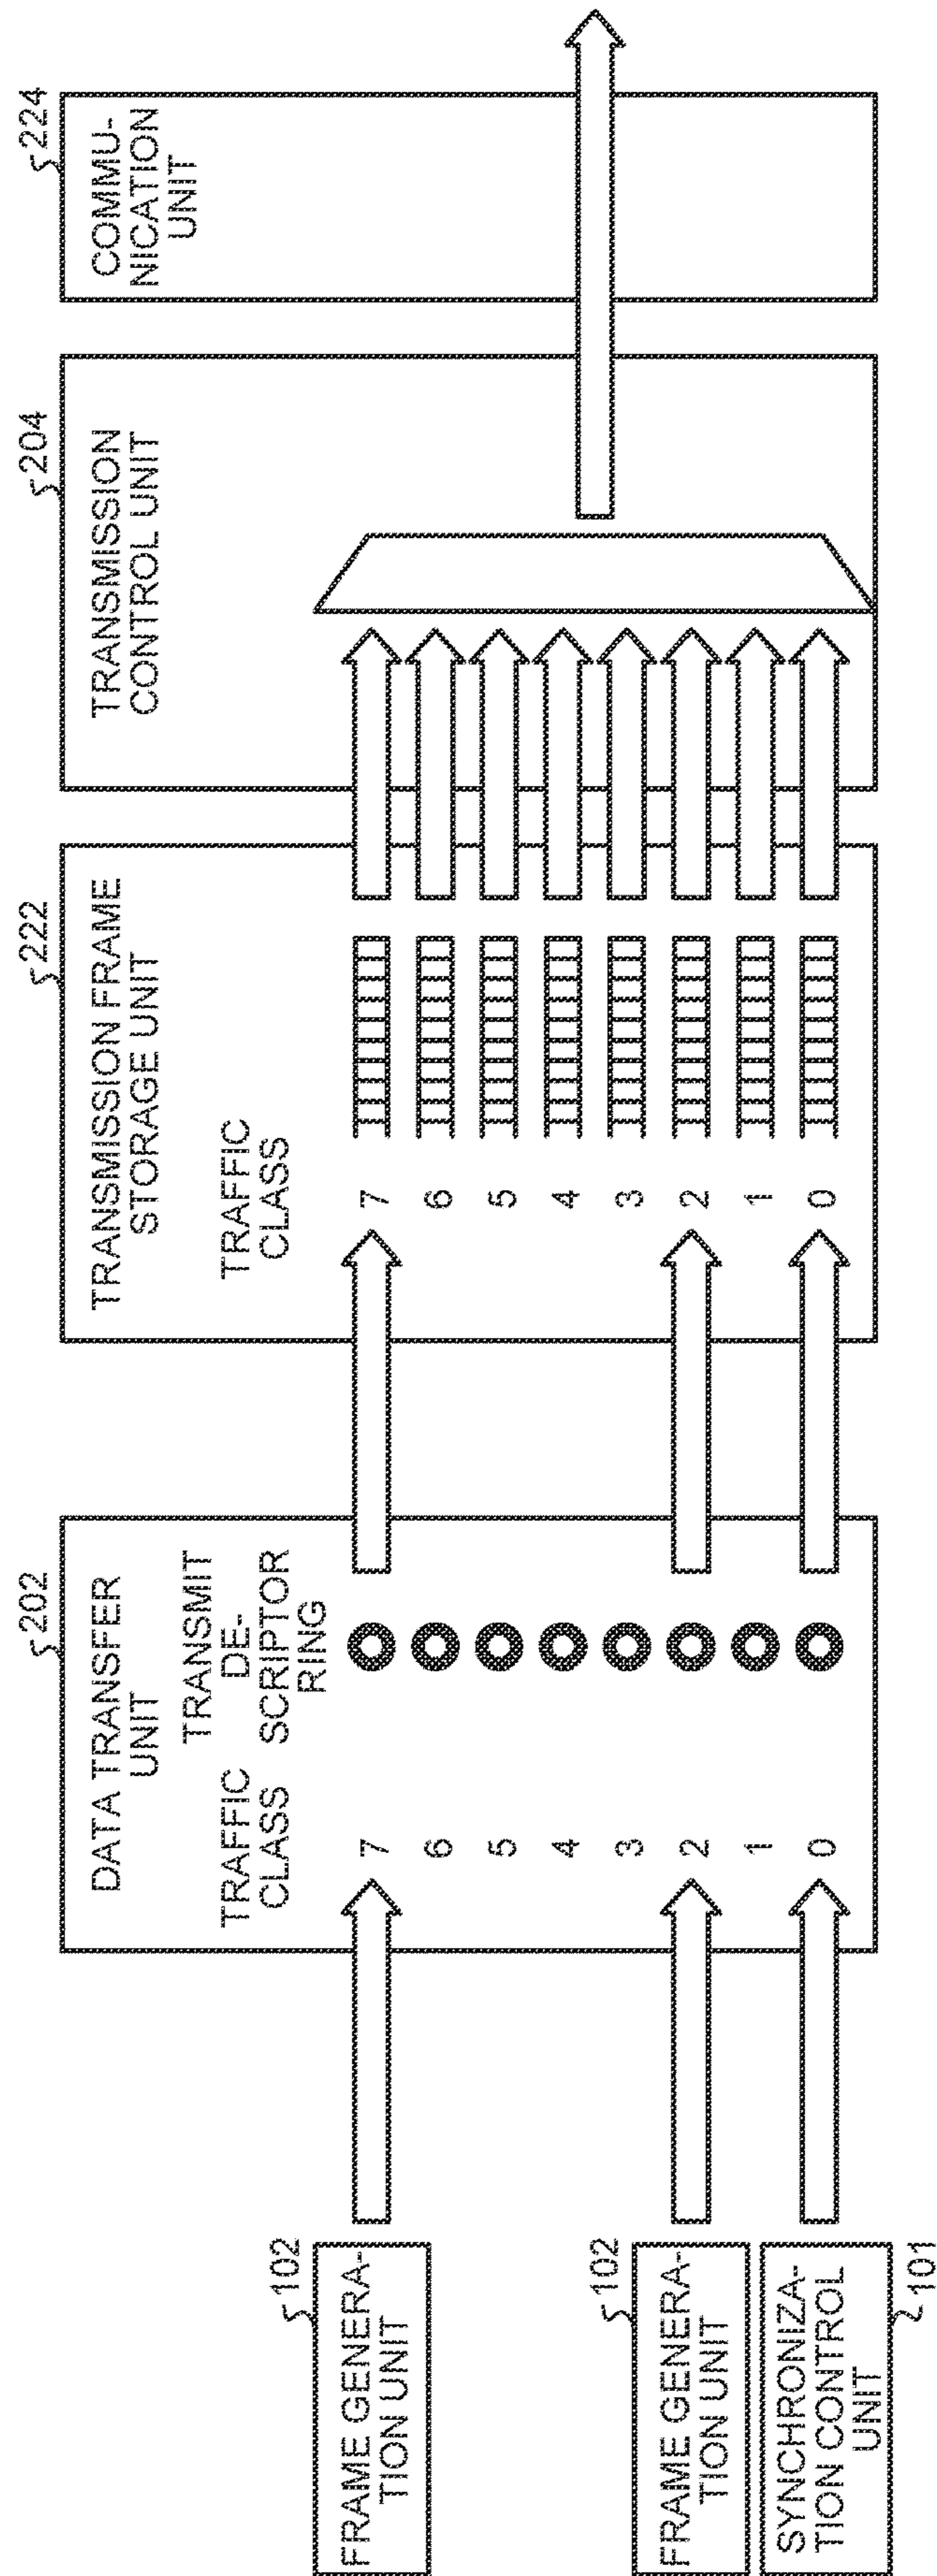 102
FRAME GENERA-
TION UNIT
102
FRAME GENERA-
TION UNIT
SYNCHRONIZA-
TION CONTROL
UNIT
101
202
DATA TRANSFER
UNIT
TRAFFIC
CLASS
TRANSMIT
DE-
SCRIPTOR
RING
7
6
5
4
3
2
1
0
222
TRANSMISSION FRAME
STORAGE UNIT
TRAFFIC
CLASS
7
6
5
4
3
2
1
0
204
TRANSMISSION
CONTROL UNIT
224
COMMU-
NICATION
UNIT